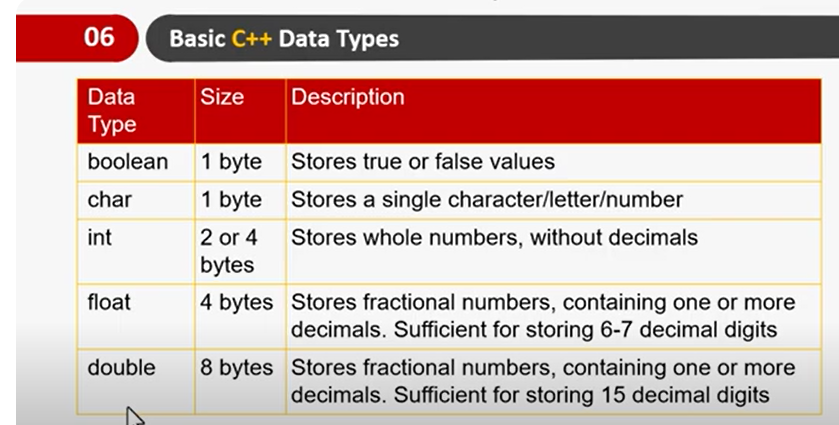 06
Basic C++ Data Types
Data Type Size Description
boolean 1 byte Stores true or false values
char 1 byte Stores a single character/letter/number
int 2 or 4 bytes Stores whole numbers, without decimals
float 4 bytes Stores fractional numbers, containing one or more
decimals. Sufficient for storing 6-7 decimal digits
double 8 bytes Stores fractional numbers, containing one or more
decimals. Sufficient for storing 15 decimal digits